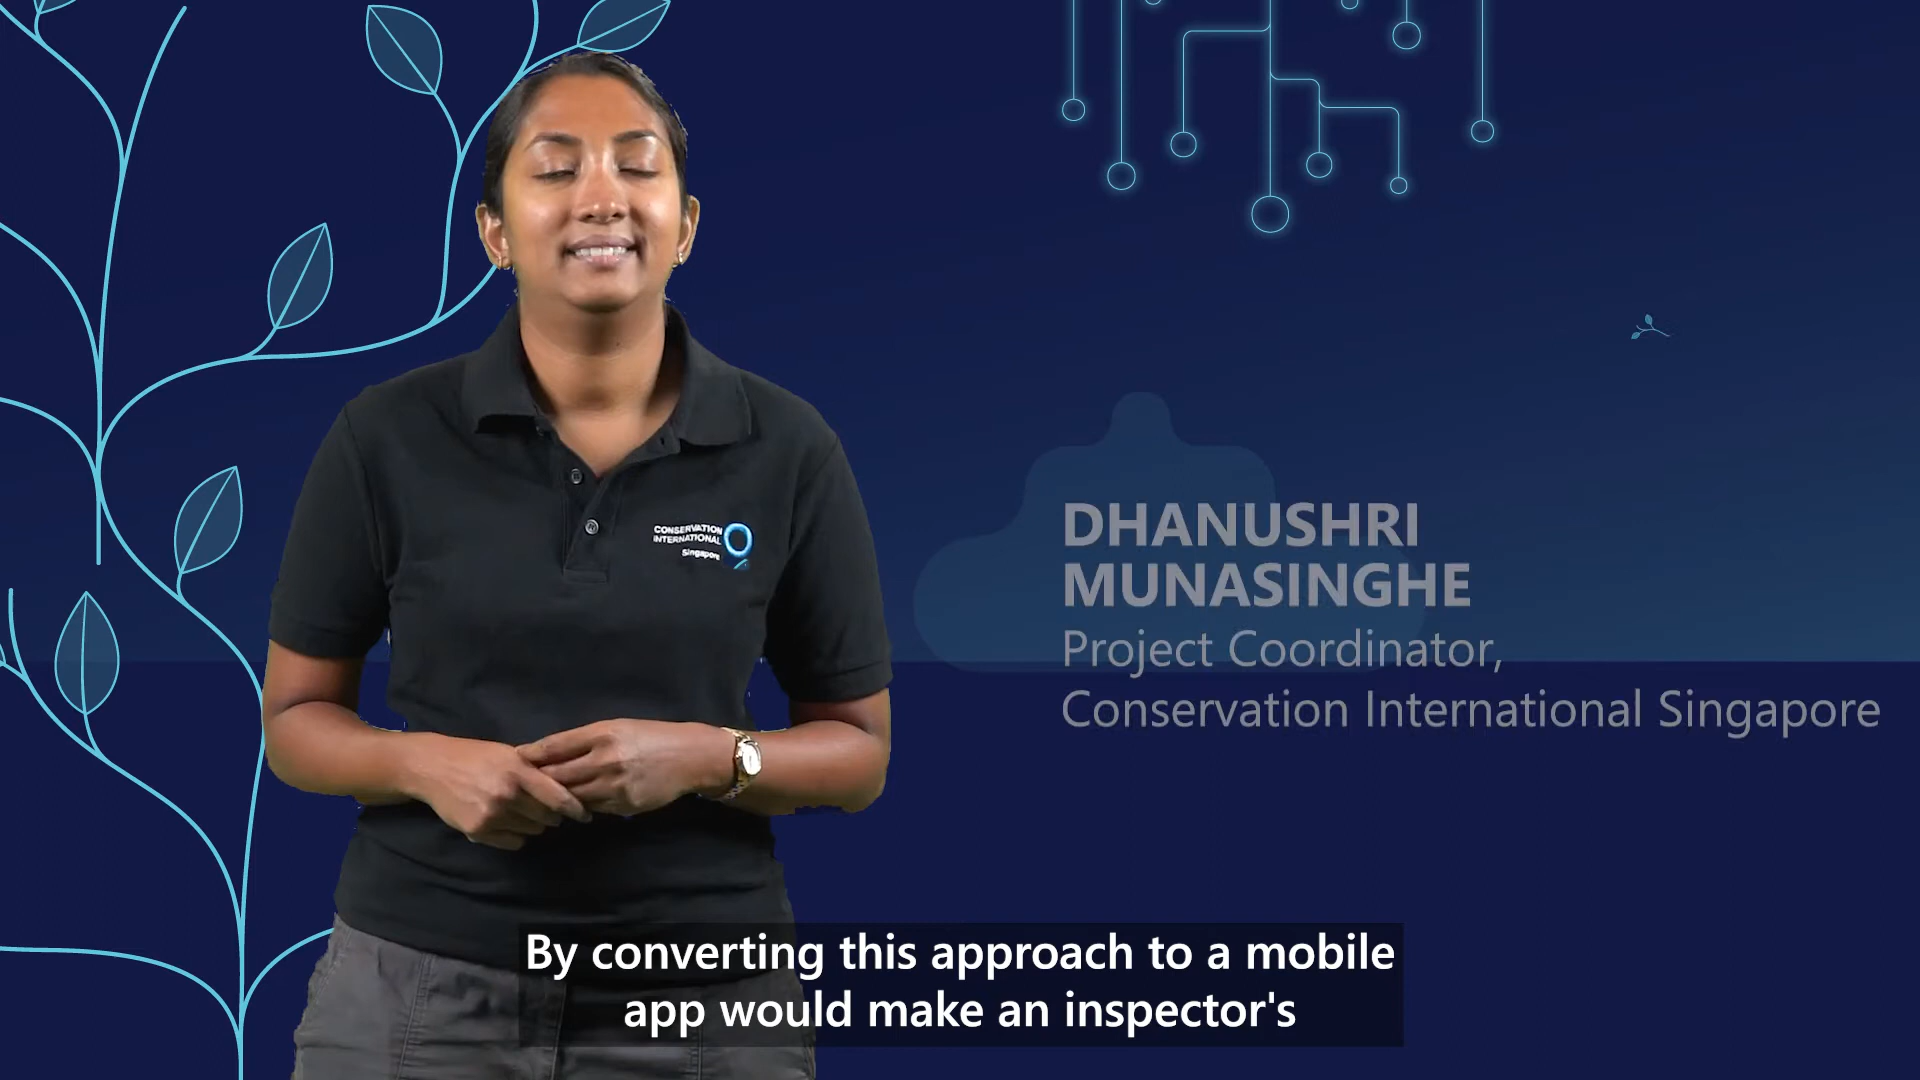 CONSERVATION
INTERNATIONAL
Singapore
DHANUSHRI
MUNASINGHE
Project Coordinator,
Conservation International Singapore
By converting this approach to a mobile
app would make an inspector's